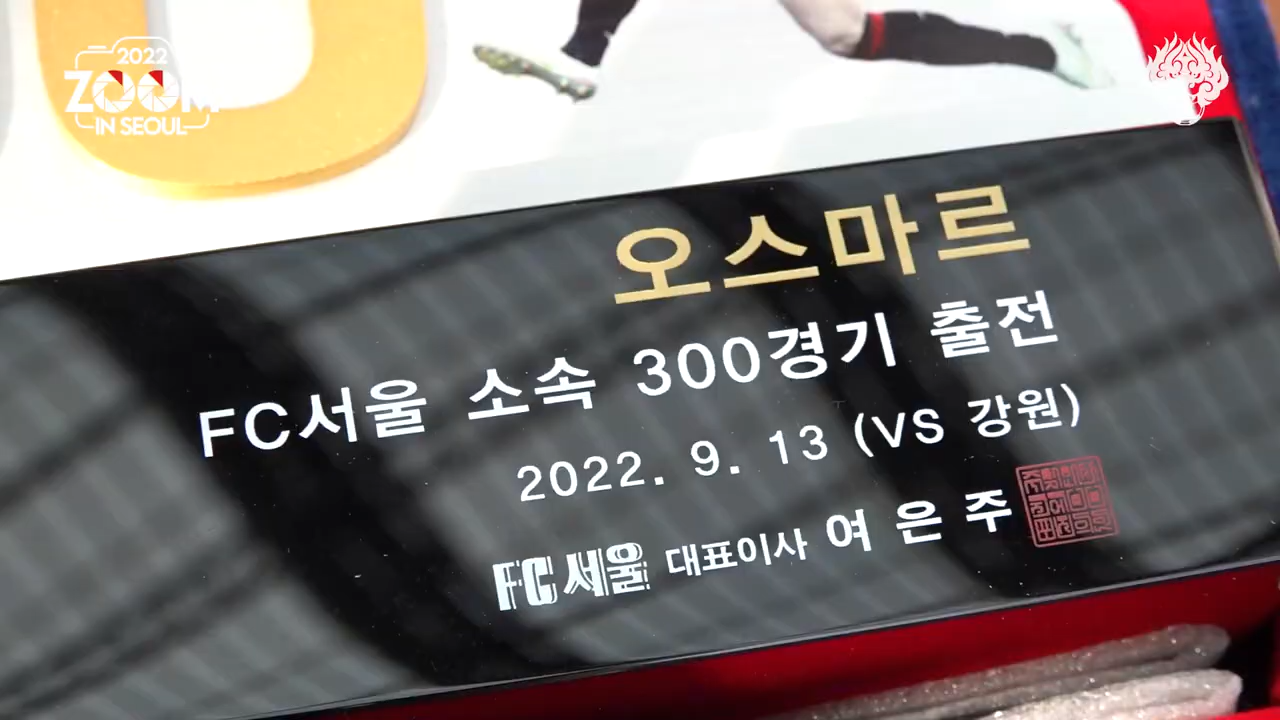 2022
ZOOM
IN SEOUL
오스마르
FC서울 소속 300경기 출전
2022. 9. 13 (VS 강원)
FC서울 대표이사 여 은 주